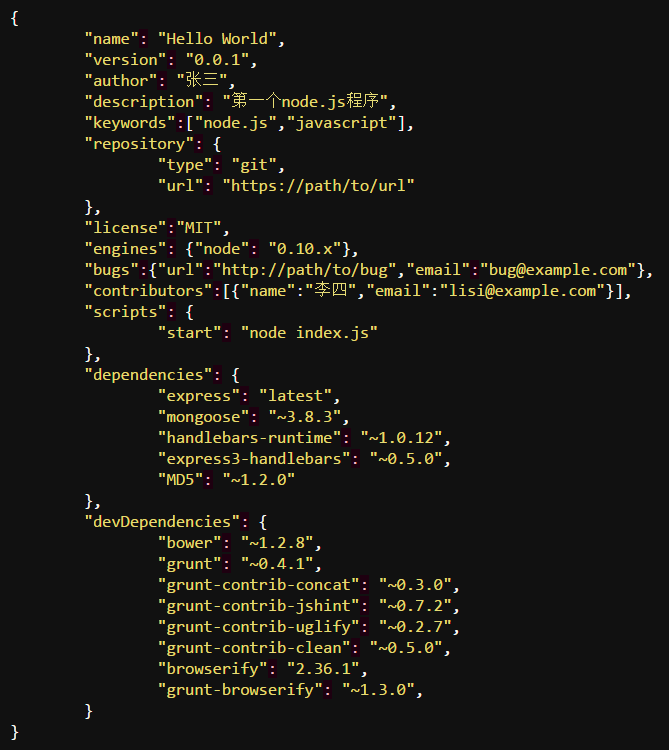 {
"name": "Hello World",
"version": "0.0.1",
"author": "张三",
"description": "第一个node.js程序",
"keywords":["node.js","javascript"],
"repository": {
"type": "git",
"url": "https://path/to/url"
},
"license":"MIT",
"engines": {"node": "0.10.x"},
"bugs":{"url":"http://path/to/bug","email":"bug@example.com"},
"contributors":[{"name":"李四","email":"lisi@example.com"}],
"scripts": {
"start": "node index.js"
},
"dependencies": {
"express": "latest",
"mongoose": "~3.8.3",
"handlebars-runtime": "~1.0.12",
"express3-handlebars": "~0.5.0",
"MD5": "~1.2.0"
},
"devDependencies": {
"bower": "~1.2.8",
"grunt": "~0.4.1",
"grunt-contrib-concat": "~0.3.0",
"grunt-contrib-jshint": "~0.7.2",
"grunt-contrib-uglify": "~0.2.7",
"grunt-contrib-clean": "~0.5.0",
"browserify": "2.36.1",
"grunt-browserify": "~1.3.0",
}
}